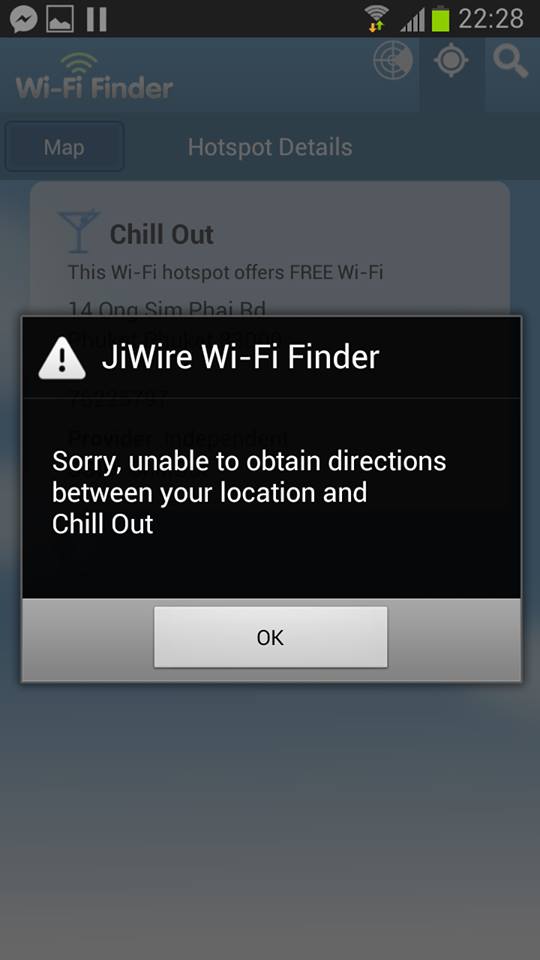 22:28
Wi-Fi Finder
Map
Hotspot Details
Chill Out
This Wi-Fi hotspot offers FREE Wi-Fi
14 Ong Sim Phai Rd
JiWire Wi-Fi Finder
Provider Independent
Sorry, unable to obtain directions
between your location and
Chill Out
OK